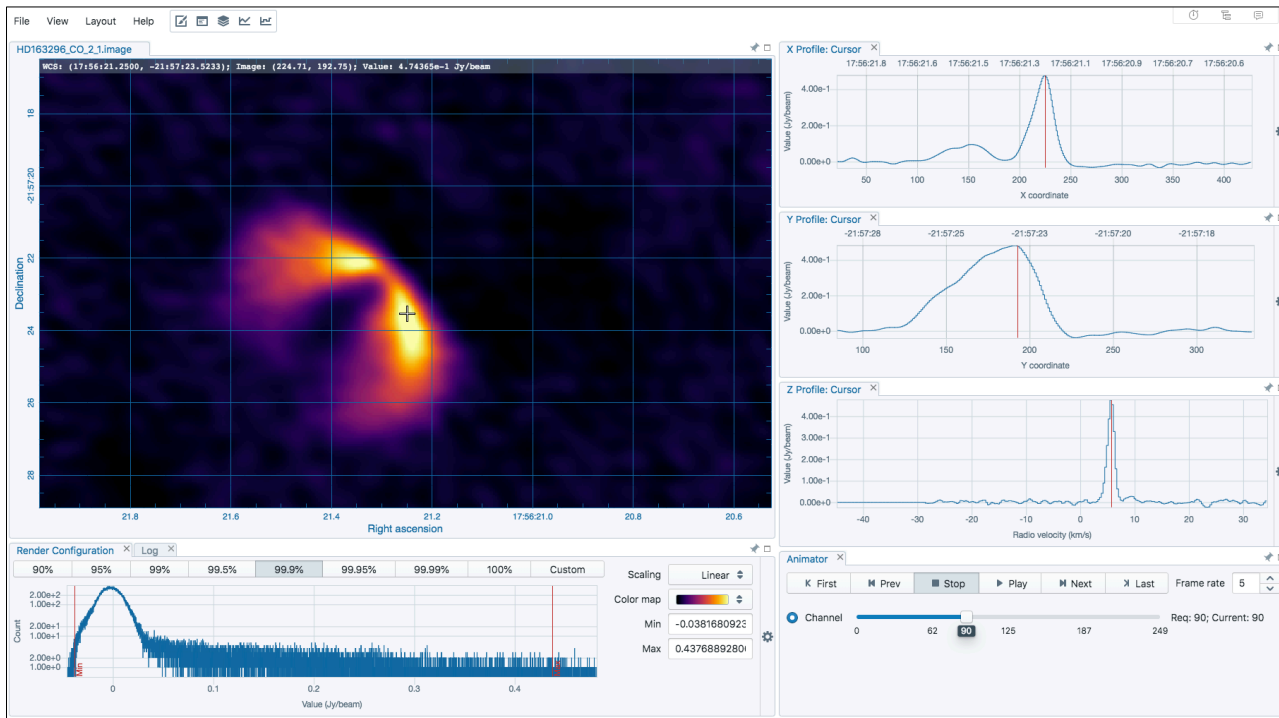 File View Layout Help
HD163296_CO_2_1.image
WCS: (17:56:21.2500, -21:57:23.5233); Image: (224.71, 192.75); Value: 4.74365e-1 Jy/beam
18
-21:57:20
22
24
26
28
Declination
21.8 21.6 21.4 21.2 17:56:21.0 20.8 20.6
Right ascension
X Profile: Cursor
17:56:21.8 17:56:21.6 17:56:21.5 17:56:21.3 17:56:21.1 17:56:20.9 17:56:20.7 17:56:20.6
Value (Jy/beam)
4.00e-1
2.00e-1
0.00e+0
50 100 150 200 250 300 350 400
X coordinate
Y Profile: Cursor
-21:57:28 -21:57:25 -21:57:23 -21:57:20 -21:57:18
Value (Jy/beam)
4.00e-1
2.00e-1
0.00e+0
100 150 200 250 300
Y coordinate
Z Profile: Cursor
Value (Jy/beam)
4.00e-1
3.00e-1
2.00e-1
1.00e-1
0.00e+0
-40 -30 -20 -10 0 10 20 30
Radio velocity (km/s)
Render Configuration Log
90% 95% 99% 99.5% 99.9% 99.95% 99.99% 100% Custom
Count
2.00e+2
1.00e+2
2.00e+1
1.00e+1
2.00e+0
1.00e+0
Min
0 0.1 0.2 0.3 0.4
Value (Jy/beam)
Scaling Linear
Color map
Min -0.0381680923
Max 0.4376889280
Animator
First Prev Stop Play Next Last Frame rate 5
Channel 0 62 90 125 187 249 Req: 90; Current: 90